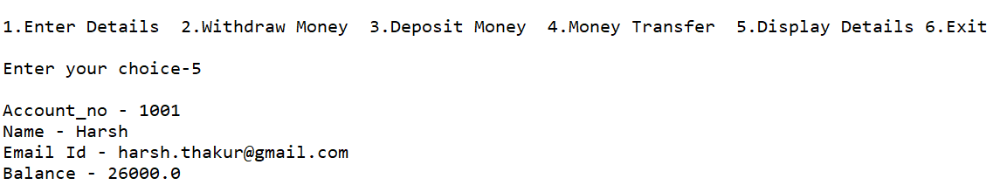 1.Enter Details  2.Withdraw Money  3.Deposit Money  4.Money Transfer  5.Display Details 6.Exit
Enter your choice-5
Account_no - 1001
Name - Harsh
Email Id - harsh.thakur@gmail.com
Balance - 26000.0